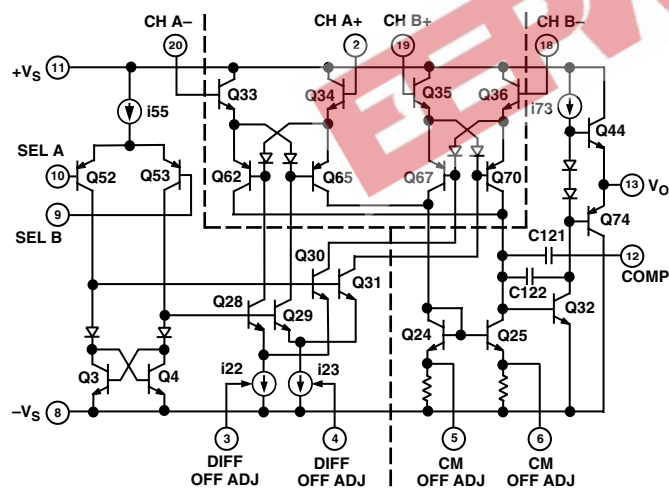 CH A– CH A+ CH B+ CH B–
20 2 19 18
+VS 11
Q33 Q34 Q35 Q36
i55 i73 Q44
SEL A
10 Q52 Q53 Q62 Q65 Q67 Q70
13 VO
9
SEL B
Q74
C121
12
COMP
Q30 Q31
C122
Q28 Q29 Q32
Q24 Q25
Q3 Q4 i22 i23
–VS 8
3 4 5 6
DIFF OFF ADJ
DIFF OFF ADJ
CM OFF ADJ
CM OFF ADJ